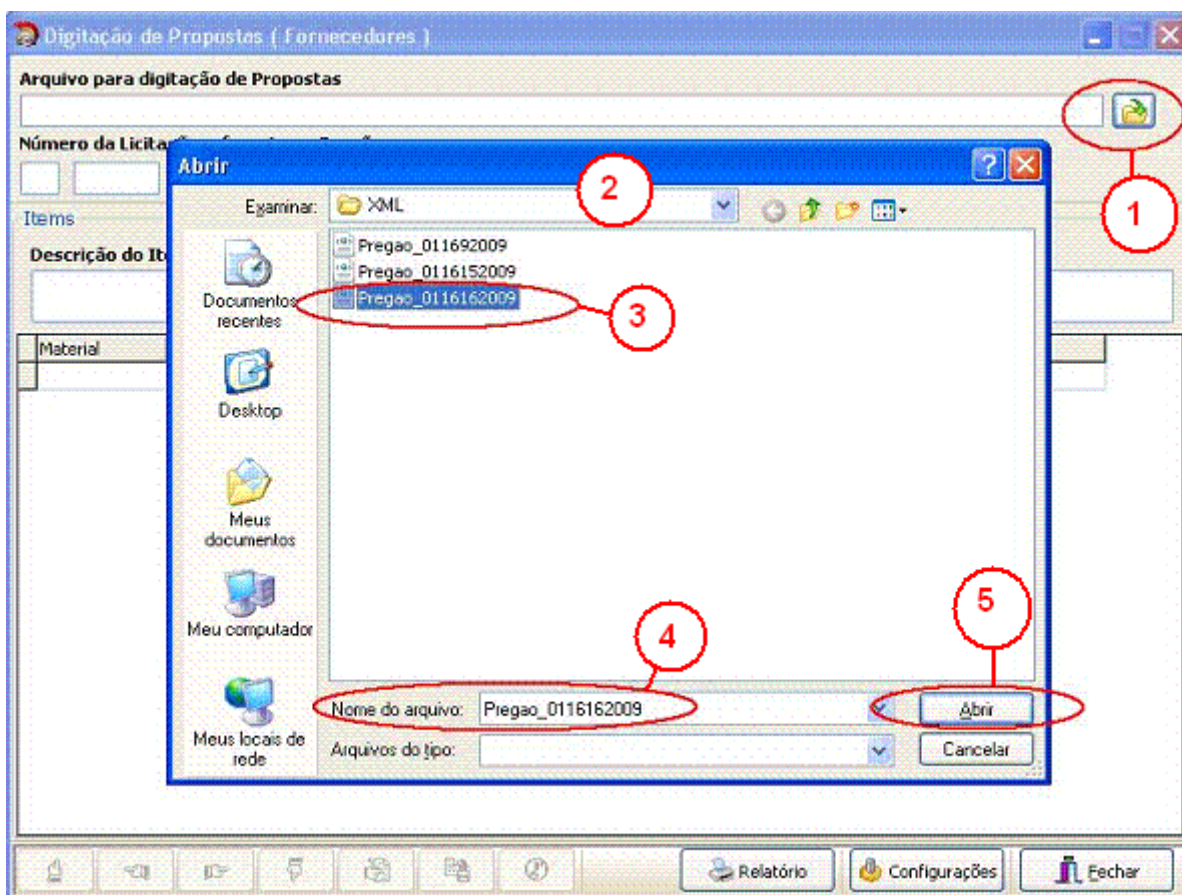 Digitação de Propostas ( Fornecedores )
Arquivo para digitação de Propostas
1
Número da Licita
Abrir
Examinar: XML
2
Items
Descrição do It
Pregao_011692009
Pregao_0116152009
Pregao_0116162009
3
Documentos
recentes
Material
Desktop
Meus
documentos
Meu computador
4
5
Nome do arquivo: Pregao_0116162009 Abrir
Meus locais de
rede
Arquivos do tipo: Cancelar
Relatório Configurações Fechar